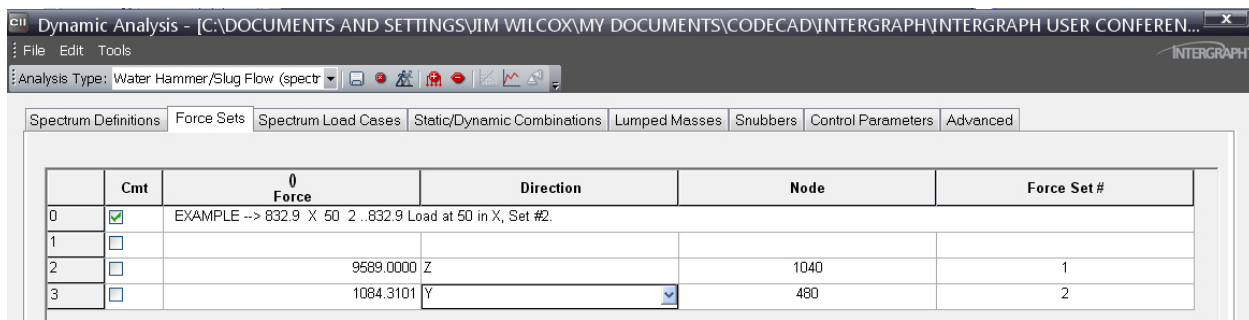 CII Dynamic Analysis - [C:\DOCUMENTS AND SETTINGS\JIM WILCOX\MY DOCUMENTS\CODECAD\INTERGRAPH\INTERGRAPH USER CONFEREN... x
File Edit Tools
INTERGRAPH
Analysis Type: Water Hammer/Slug Flow (spectr
Spectrum Definitions Force Sets Spectrum Load Cases Static/Dynamic Combinations Lumped Masses Snubbers Control Parameters Advanced
Cmt () Force Direction Node Force Set #
0 EXAMPLE --> 832.9 X 50 2 ..832.9 Load at 50 in X, Set #2.
1
2 9589.0000 Z 1040 1
3 1084.3101 Y 480 2